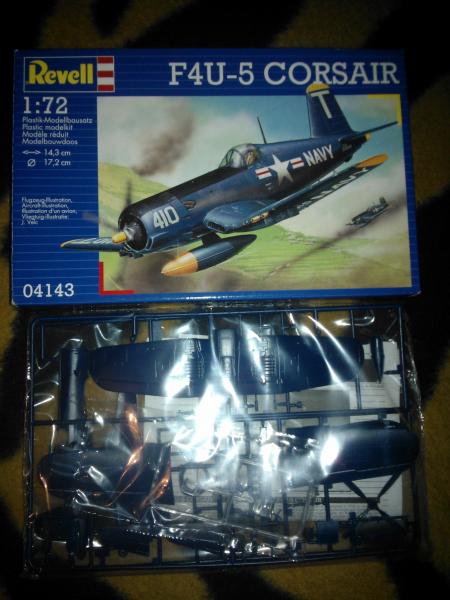 Revell
F4U-5 CORSAIR
1:72
Plastik-Modellbausatz
Plastic modelkit
Modèle réduit
Modelbouwdoos
14,3 cm
Ø 17,2 cm
Flugzeug-Illustration,
Aircraft-Illustration,
Illustration d'un avion,
Vliegtuig-illustratie:
J. Velc
04143
T
NAVY
410